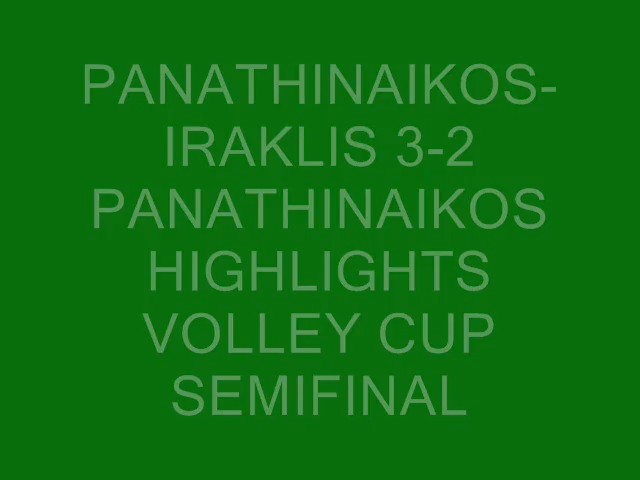 PANATHINAIKOS-
IRAKLIS 3-2
PANATHINAIKOS
HIGHLIGHTS
VOLLEY CUP
SEMIFINAL